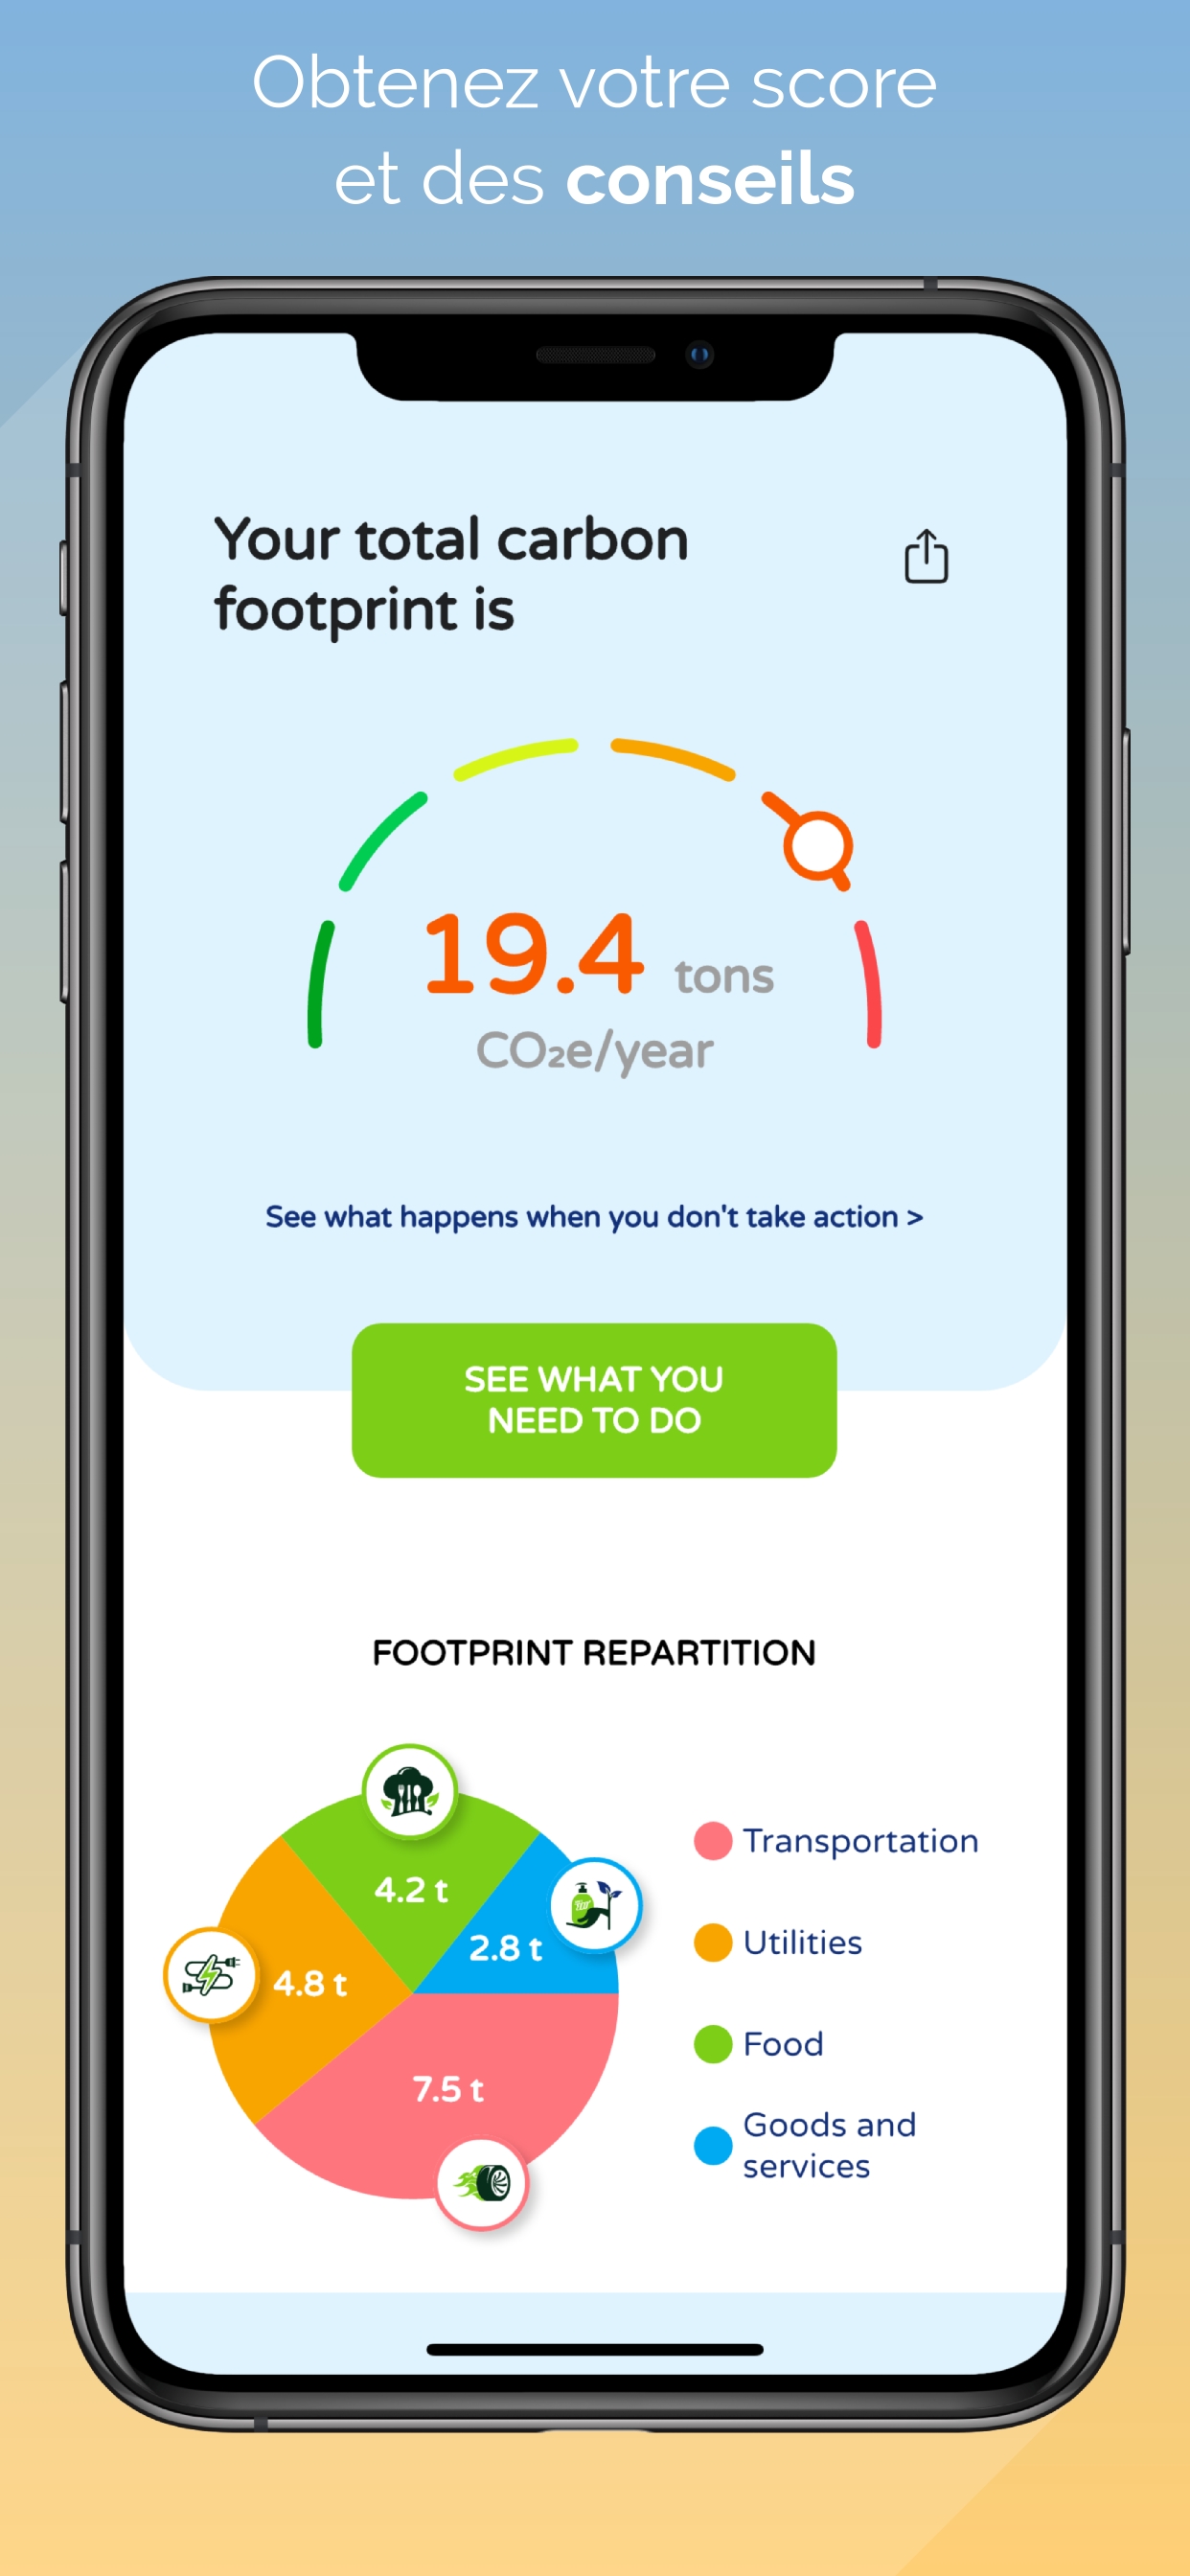 Obtenez votre score
et des conseils
Your total carbon
footprint is
19.4 tons
CO₂e/year
See what happens when you don't take action >
SEE WHAT YOU
NEED TO DO
FOOTPRINT REPARTITION
4.2 t
2.8 t
4.8 t
7.5 t
Transportation
Utilities
Food
Goods and
services